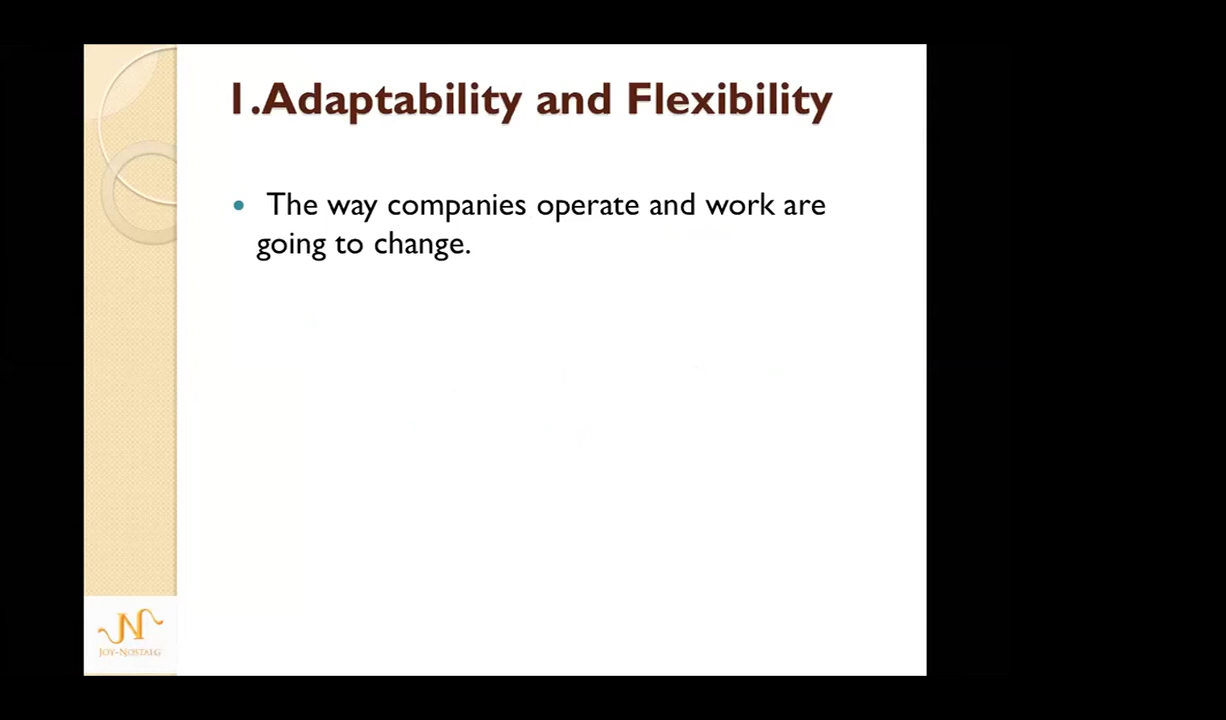 1.Adaptability and Flexibility
The way companies operate and work are
going to change.
N
JOY-NOSTALG